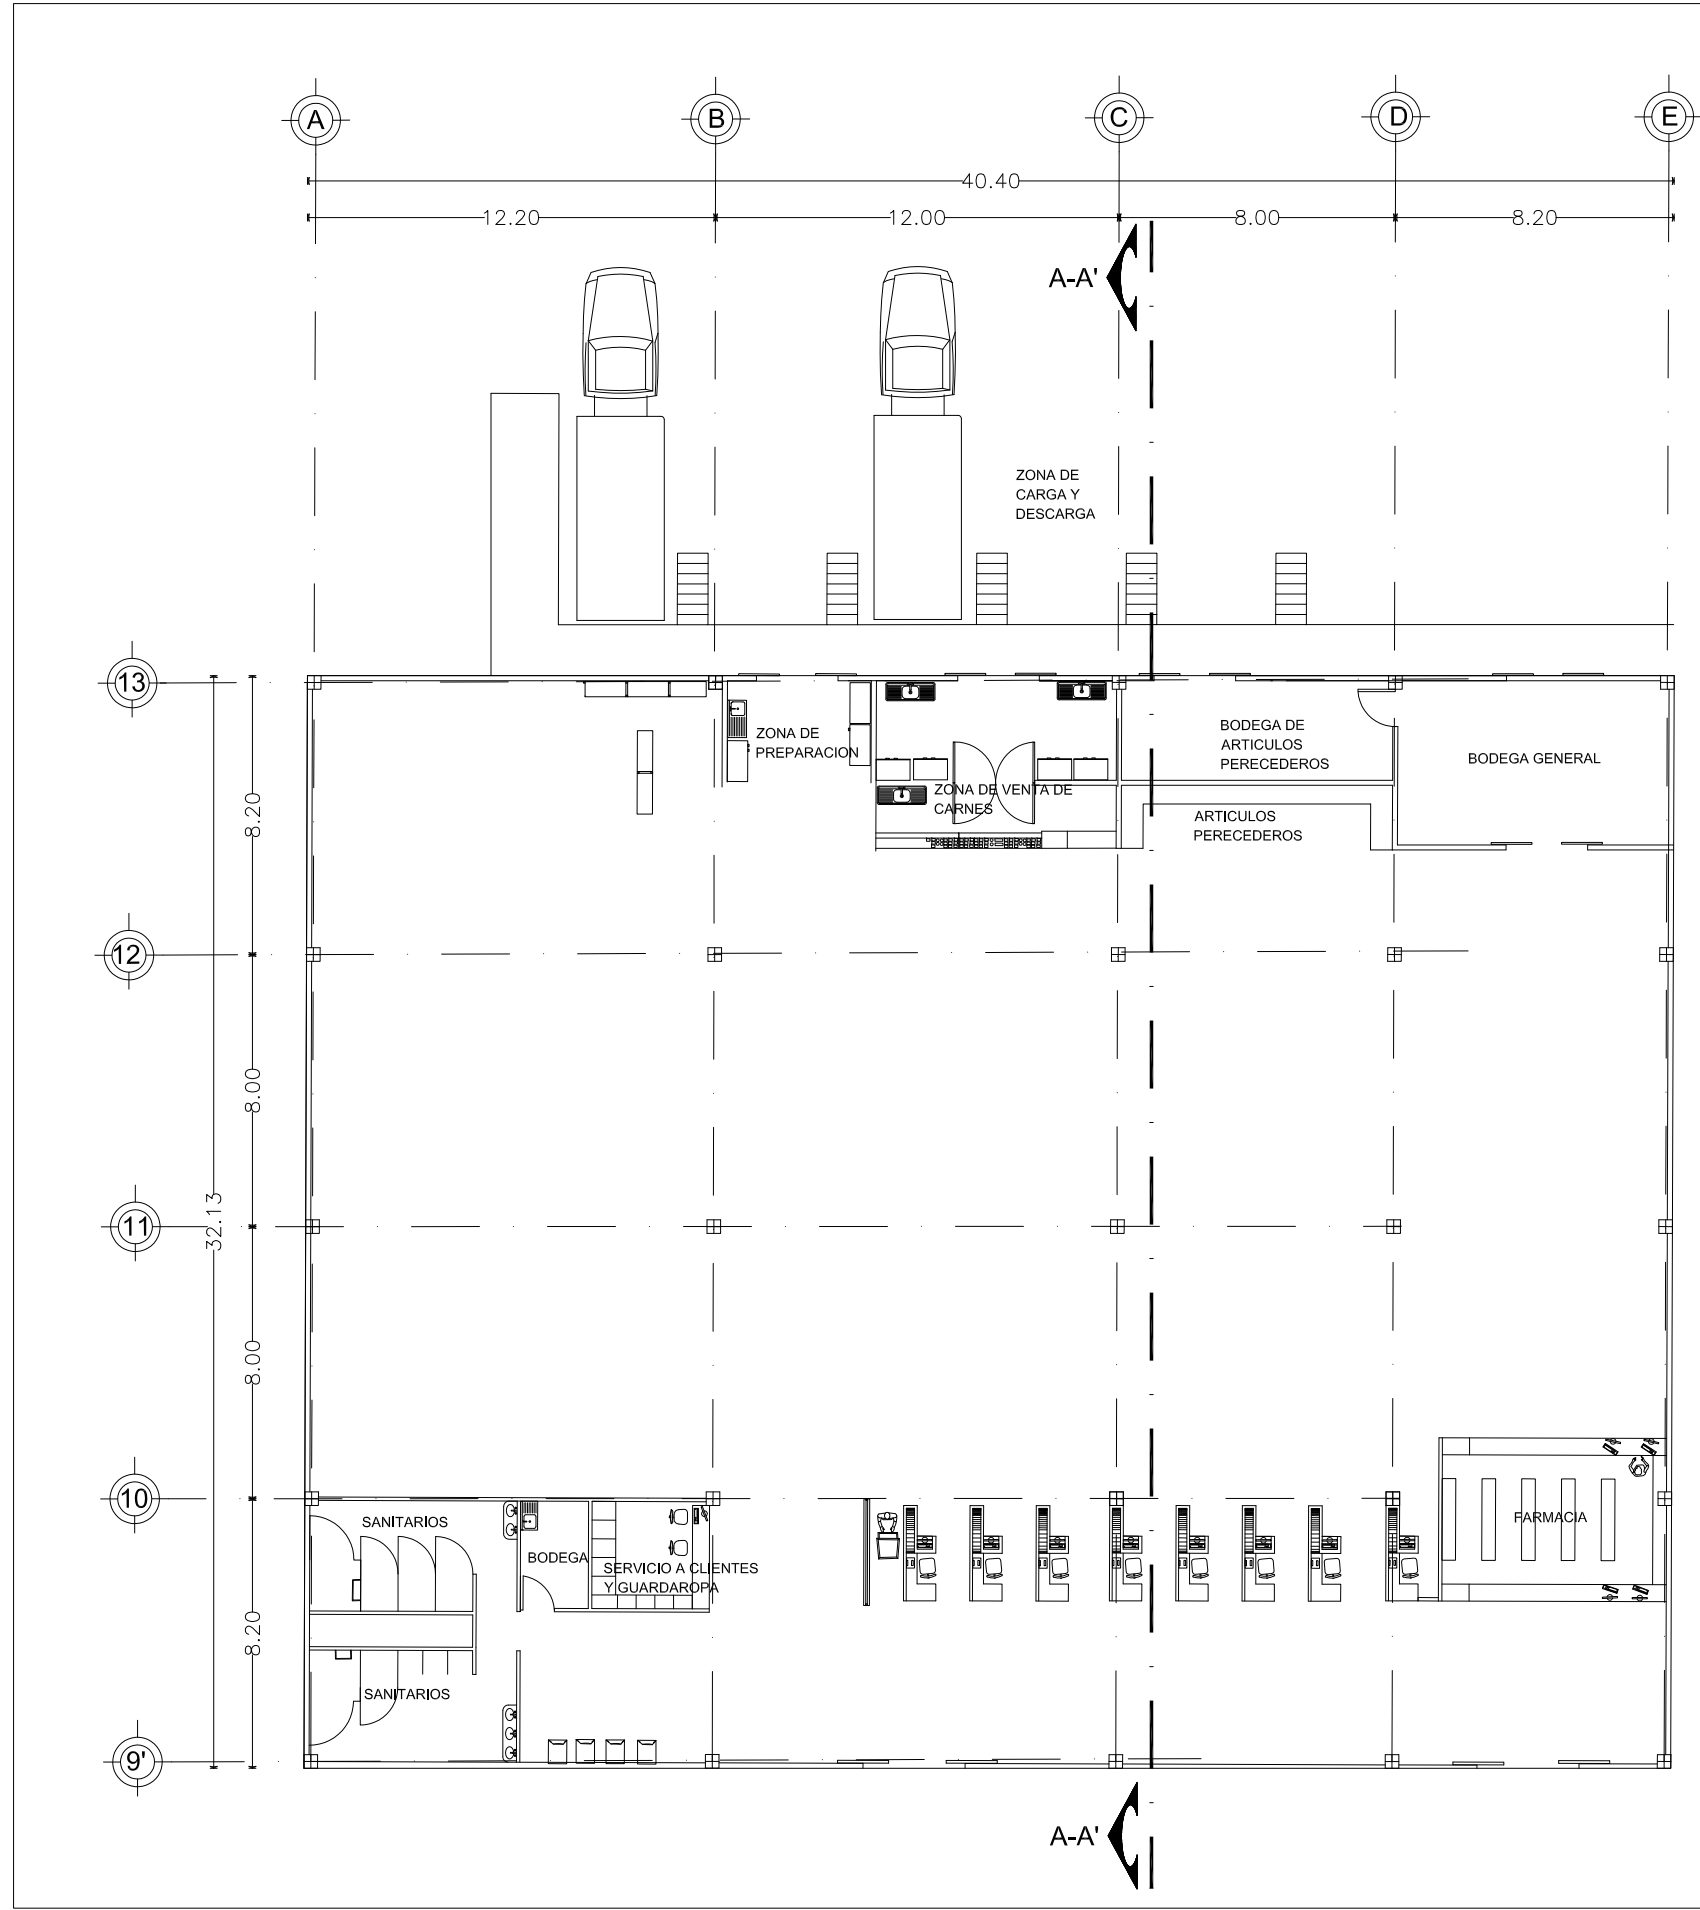 A
B
C
D
E
40.40
12.20
12.00
8.00
8.20
A-A'
ZONA DE
CARGA Y
DESCARGA
13
ZONA DE
PREPARACION
BODEGA DE
ARTICULOS
PERECEDEROS
BODEGA GENERAL
ZONA DE VENTA DE
CARNES
ARTICULOS
PERECEDEROS
8.20
12
8.00
32.13
11
8.00
10
SANITARIOS
BODEGA
SERVICIO A CLIENTES
Y GUARDAROPA
FARMACIA
8.20
SANITARIOS
9'
A-A'